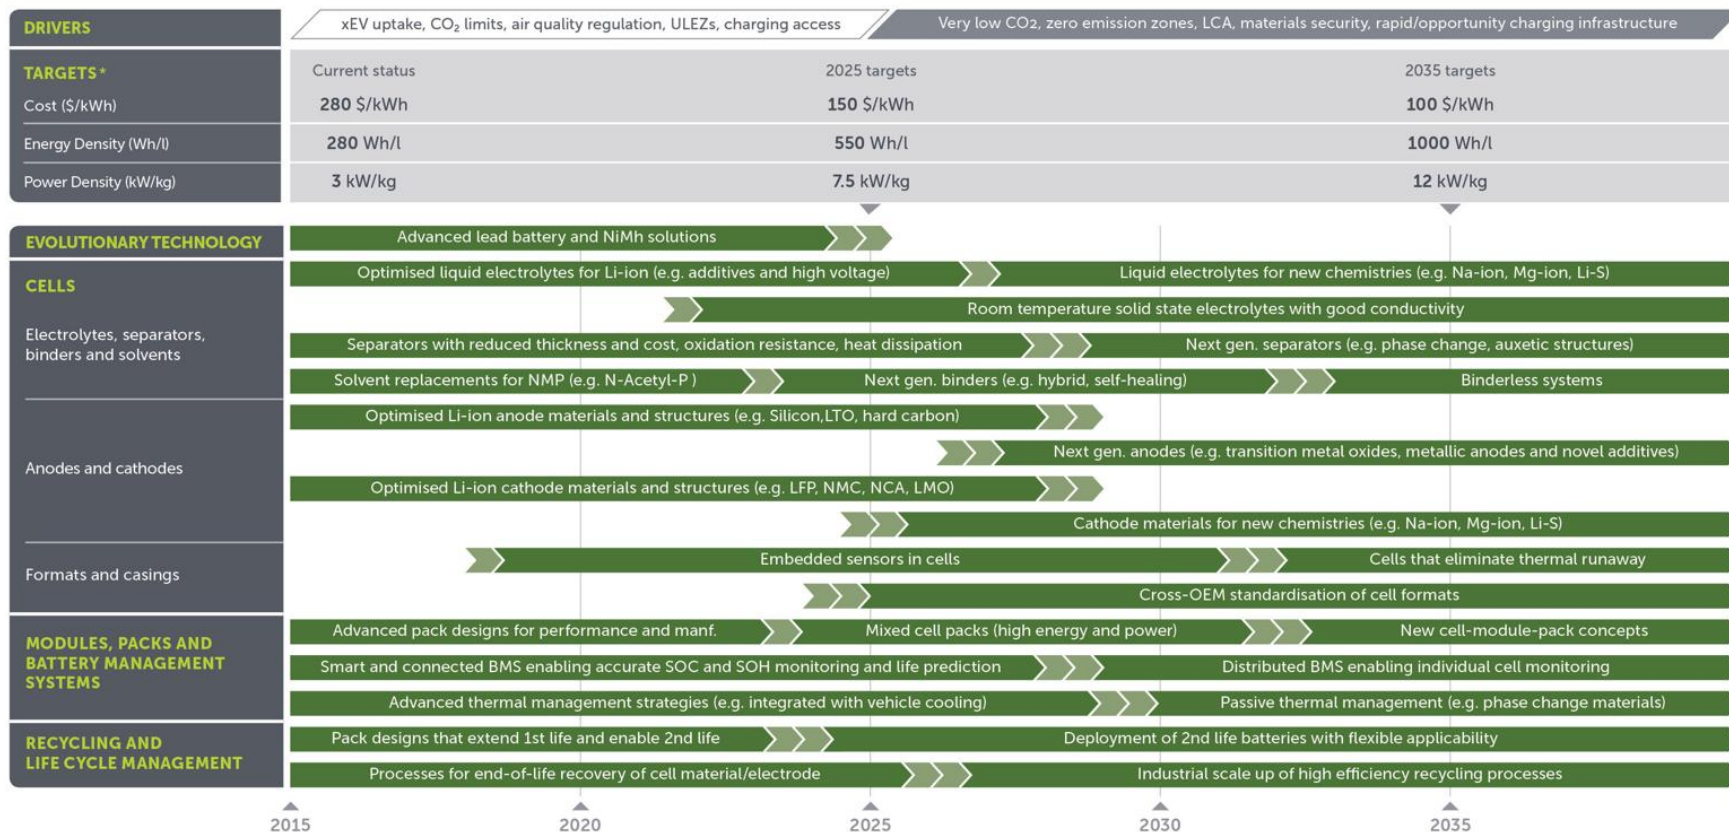 DRIVERS
xEV uptake, CO₂ limits, air quality regulation, ULEZs, charging access
Very low CO2, zero emission zones, LCA, materials security, rapid/opportunity charging infrastructure
TARGETS*
Current status
2025 targets
2035 targets
Cost ($/kWh)
280 $/kWh
150 $/kWh
100 $/kWh
Energy Density (Wh/l)
280 Wh/l
550 Wh/l
1000 Wh/l
Power Density (kW/kg)
3 kW/kg
7.5 kW/kg
12 kW/kg
EVOLUTIONARY TECHNOLOGY
Advanced lead battery and NiMh solutions
CELLS
Optimised liquid electrolytes for Li-ion (e.g. additives and high voltage)
Liquid electrolytes for new chemistries (e.g. Na-ion, Mg-ion, Li-S)
Electrolytes, separators,
binders and solvents
Room temperature solid state electrolytes with good conductivity
Separators with reduced thickness and cost, oxidation resistance, heat dissipation
Next gen. separators (e.g. phase change, auxetic structures)
Solvent replacements for NMP (e.g. N-Acetyl-P )
Next gen. binders (e.g. hybrid, self-healing)
Binderless systems
Anodes and cathodes
Optimised Li-ion anode materials and structures (e.g. Silicon,LTO, hard carbon)
Next gen. anodes (e.g. transition metal oxides, metallic anodes and novel additives)
Optimised Li-ion cathode materials and structures (e.g. LFP, NMC, NCA, LMO)
Cathode materials for new chemistries (e.g. Na-ion, Mg-ion, Li-S)
Formats and casings
Embedded sensors in cells
Cells that eliminate thermal runaway
Cross-OEM standardisation of cell formats
MODULES, PACKS AND
BATTERY MANAGEMENT
SYSTEMS
Advanced pack designs for performance and manf.
Mixed cell packs (high energy and power)
New cell-module-pack concepts
Smart and connected BMS enabling accurate SOC and SOH monitoring and life prediction
Distributed BMS enabling individual cell monitoring
Advanced thermal management strategies (e.g. integrated with vehicle cooling)
Passive thermal management (e.g. phase change materials)
RECYCLING AND
LIFE CYCLE MANAGEMENT
Pack designs that extend 1st life and enable 2nd life
Deployment of 2nd life batteries with flexible applicability
Processes for end-of-life recovery of cell material/electrode
Industrial scale up of high efficiency recycling processes
2015
2020
2025
2030
2035